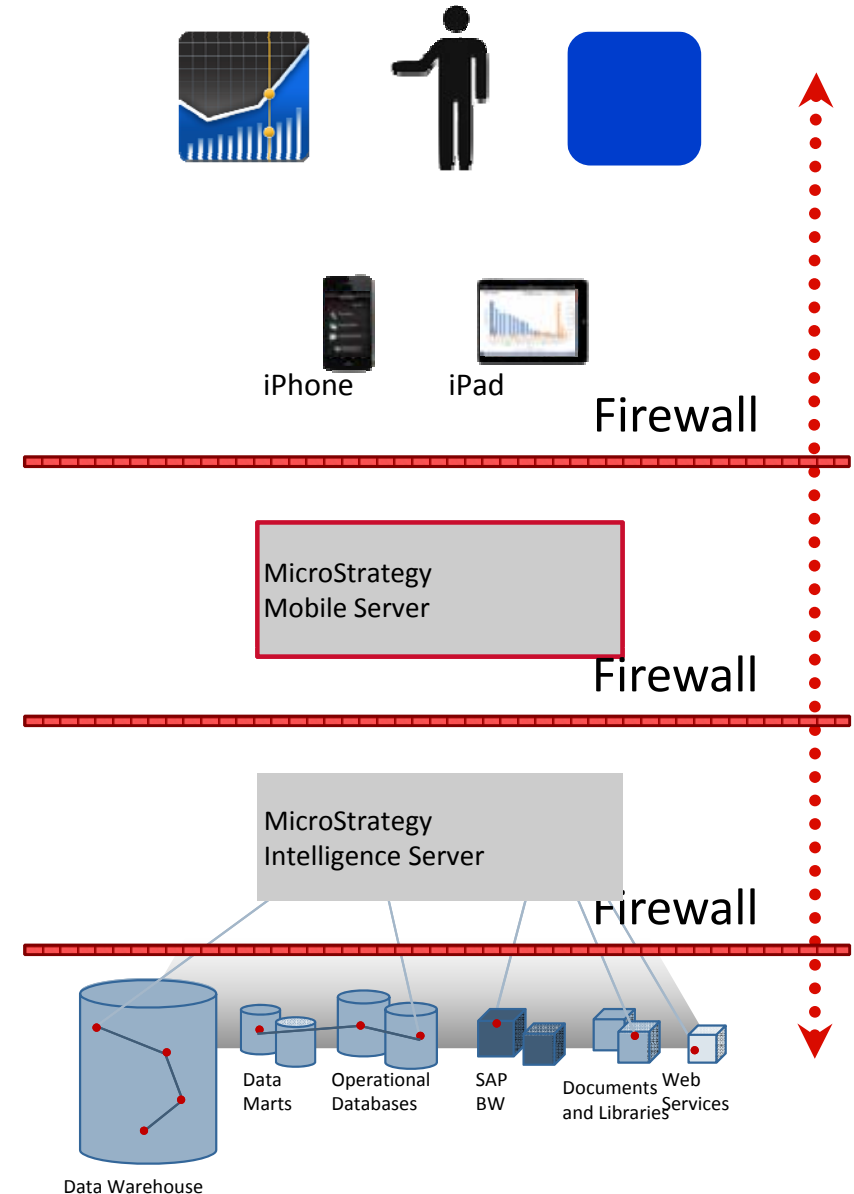 iPhone
iPad
Firewall
MicroStrategy
Mobile Server
Firewall
MicroStrategy
Intelligence Server
Firewall
Data
Marts
Operational
Databases
SAP
BW
Documents
and Libraries
Web
Services
Data Warehouse